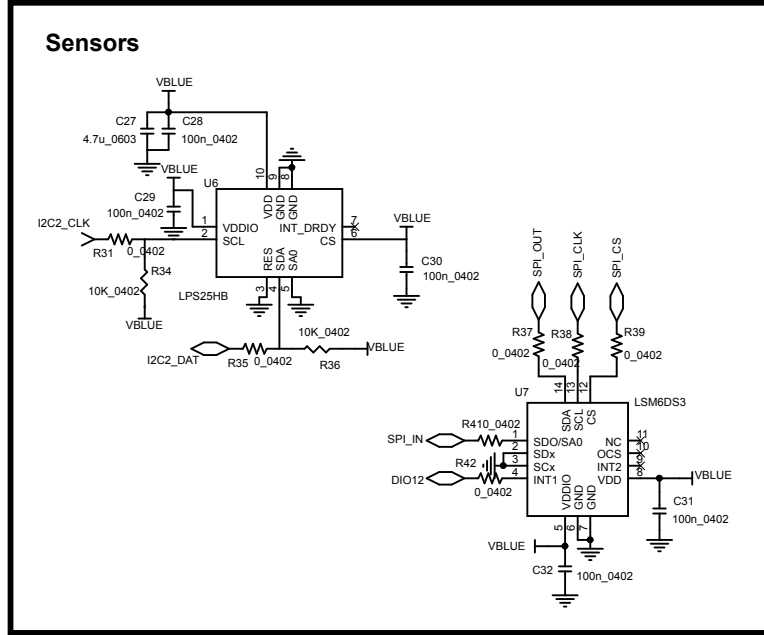 Sensors
VBLUE
C27
C28
4.7u_0603
100n_0402
VBLUE
U6
C29
100n_0402
I2C2_CLK
R31
0_0402
R34
10K_0402
VBLUE
10
9
8
VDD
GND
GND
1
VDDIO
2
SCL
INT_DRDY
7
CS
6
RES
SDA
SA0
3
4
5
LPS25HB
VBLUE
C30
100n_0402
I2C2_DAT
R35
0_0402
10K_0402
R36
VBLUE
SPI_OUT
SPI_CLK
SPI_CS
R37
0_0402
R38
0_0402
R39
0_0402
U7
LSM6DS3
14
13
12
SDA
SCL
CS
SPI_IN
R410_0402
1
SDO/SA0
2
SDx
3
SCx
4
INT1
DIO12
R42
0_0402
NC
11
OCS
10
INT2
9
VDD
8
VBLUE
C31
100n_0402
VDDIO
GND
GND
5
6
7
VBLUE
C32
100n_0402